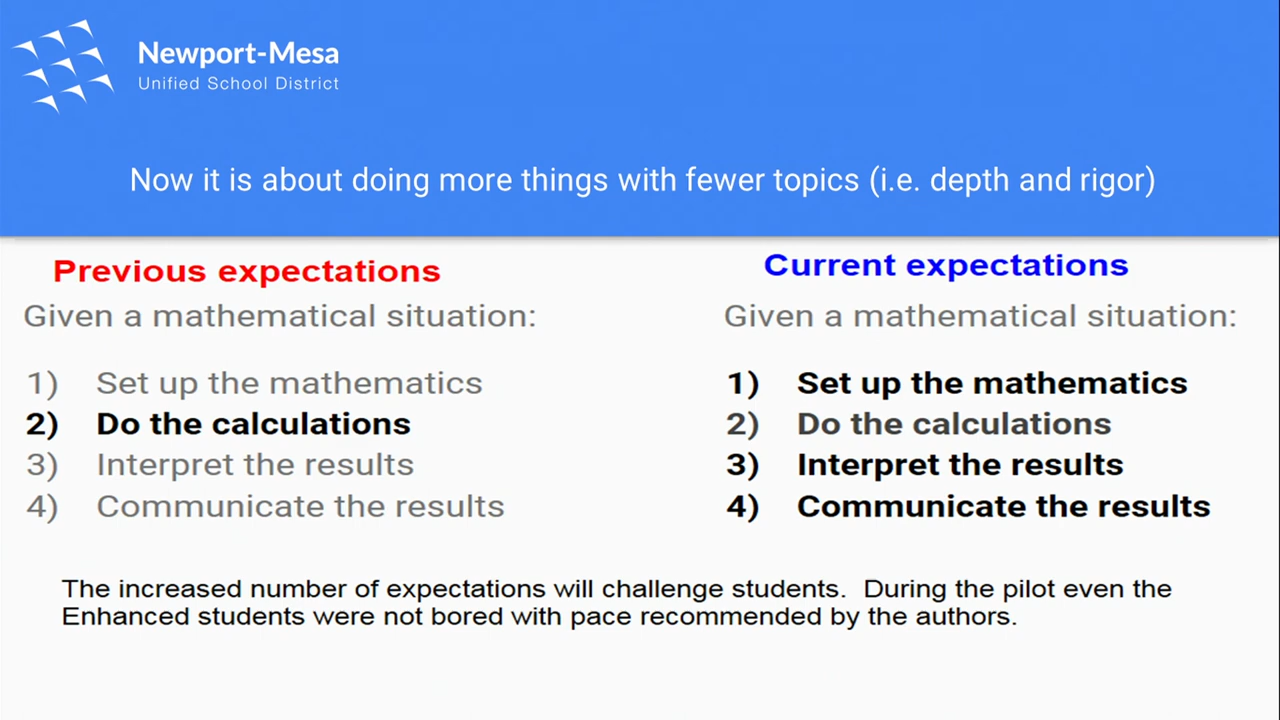 Newport-Mesa
Unified School District
Now it is about doing more things with fewer topics (i.e. depth and rigor)
Previous expectations
Given a mathematical situation:
1) Set up the mathematics
2) Do the calculations
3) Interpret the results
4) Communicate the results
Current expectations
Given a mathematical situation:
1) Set up the mathematics
2) Do the calculations
3) Interpret the results
4) Communicate the results
The increased number of expectations will challenge students.  During the pilot even the
Enhanced students were not bored with pace recommended by the authors.